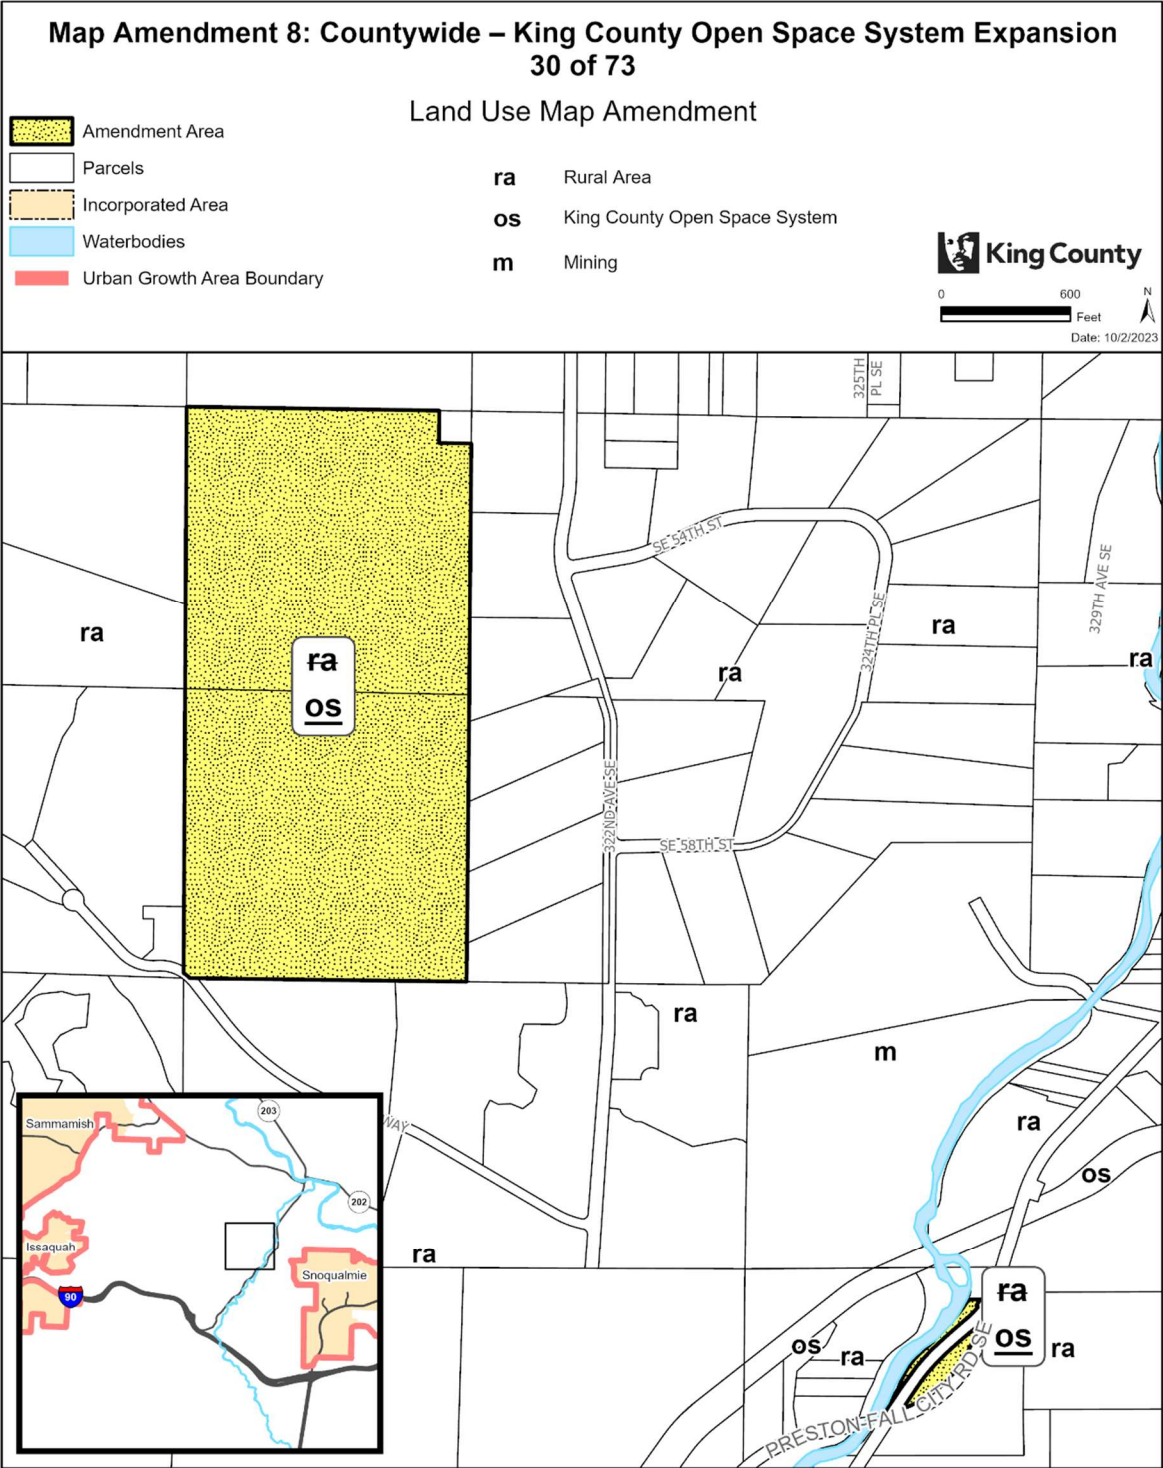 Map Amendment 8: Countywide – King County Open Space System Expansion
30 of 73
Land Use Map Amendment
Amendment Area
Parcels
Incorporated Area
Waterbodies
Urban Growth Area Boundary
ra Rural Area
os King County Open Space System
m Mining
King County
0 600
Feet
N
Date: 10/2/2023
325TH
PL SE
SE 54TH ST
329TH AVE SE
324TH PL SE
ra
ra
ra
ra
ra
os
322ND AVE SE
SE 58TH ST
ra
m
ra
os
WAY
ra
ra
os
os
ra
ra
PRESTON-FALL CITY RD SE
Sammamish
203
202
Issaquah
90
Snoqualmie